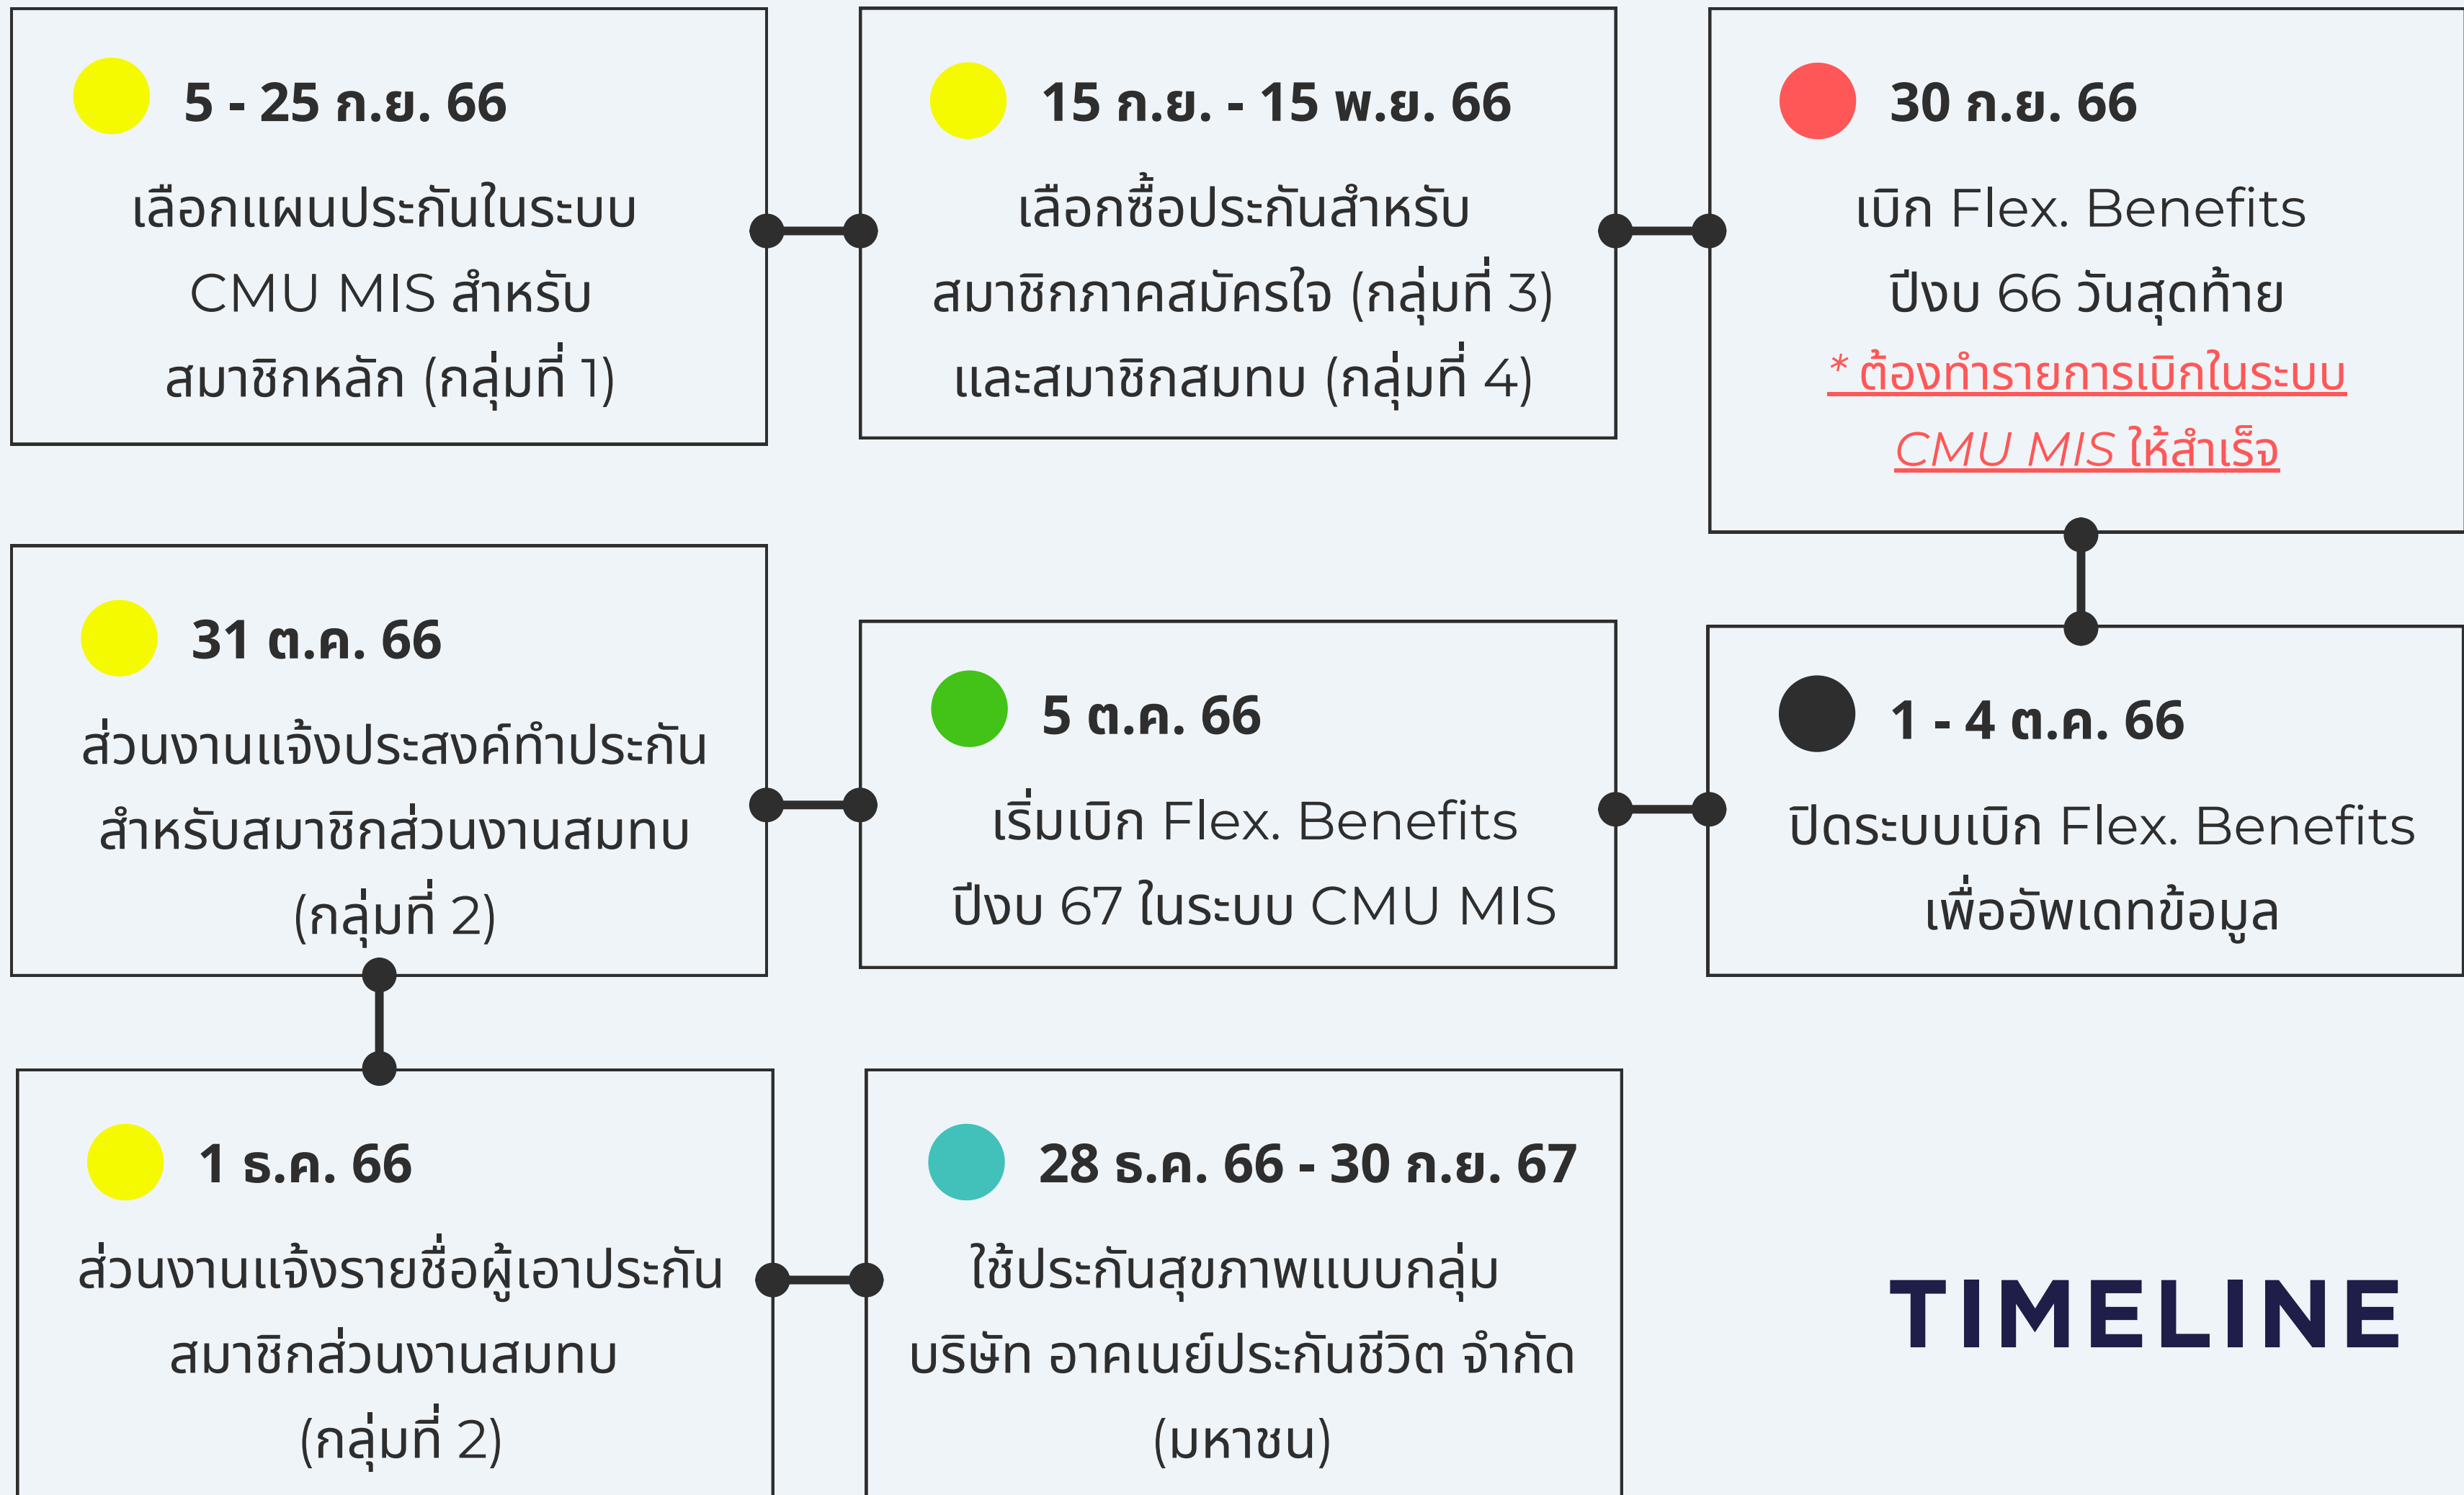 5 - 25 ก.ย. 66
เลือกแผนประกันในระบบ
CMU MIS สำหรับ
สมาชิกหลัก (กลุ่มที่ 1)
15 ก.ย. - 15 พ.ย. 66
เลือกซื้อประกันสำหรับ
สมาชิกภาคสมัครใจ (กลุ่มที่ 3)
และสมาชิกสมทบ (กลุ่มที่ 4)
30 ก.ย. 66
เบิก Flex. Benefits
ปีงบ 66 วันสุดท้าย
* ต้องทำรายการเบิกในระบบ
CMU MIS ให้สำเร็จ
1 - 4 ต.ค. 66
ปิดระบบเบิก Flex. Benefits
เพื่ออัพเดทข้อมูล
5 ต.ค. 66
เริ่มเบิก Flex. Benefits
ปีงบ 67 ในระบบ CMU MIS
31 ต.ค. 66
ส่วนงานแจ้งประสงค์ทำประกัน
สำหรับสมาชิกส่วนงานสมทบ
(กลุ่มที่ 2)
1 ธ.ค. 66
ส่วนงานแจ้งรายชื่อผู้เอาประกัน
สมาชิกส่วนงานสมทบ
(กลุ่มที่ 2)
28 ธ.ค. 66 - 30 ก.ย. 67
ใช้ประกันสุขภาพแบบกลุ่ม
บริษัท อาคเนย์ประกันชีวิต จำกัด
(มหาชน)
TIMELINE